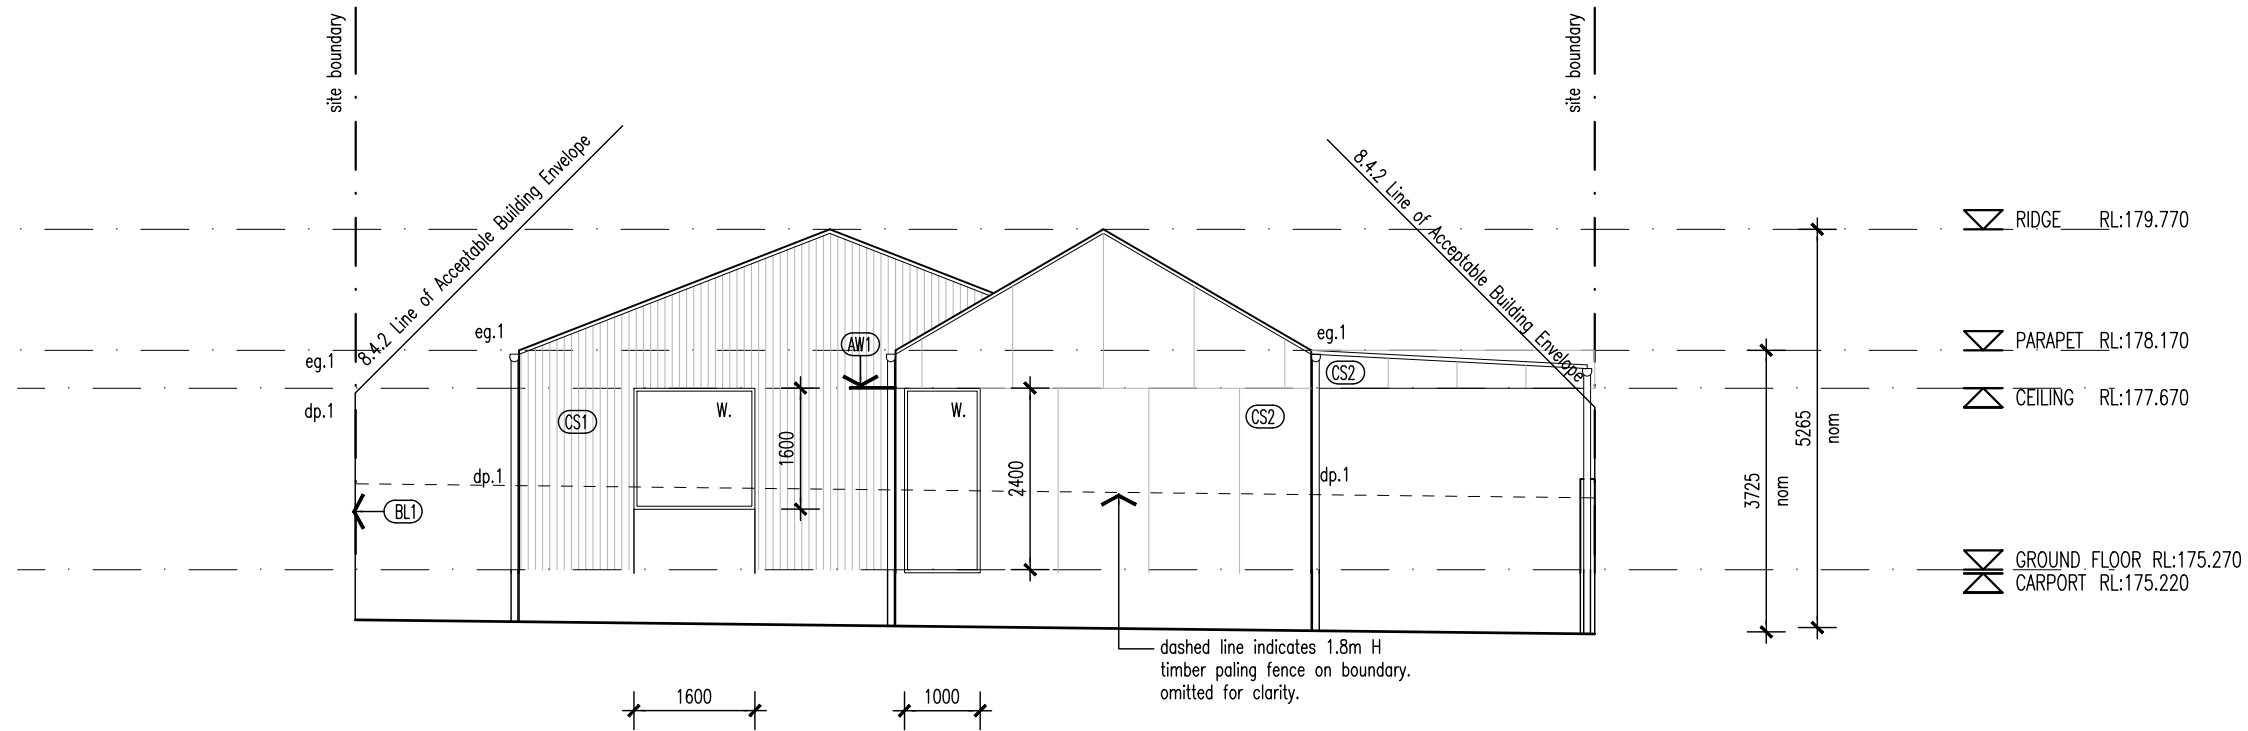 site boundary
site boundary
8.4.2 Line of Acceptable Building Envelope
8.4.2 Line of Acceptable Building Envelope
RIDGE RL:179.770
eg.1
eg.1
AW1
PARAPET RL:178.170
eg.1
CS2
CEILING RL:177.670
dp.1
CS1
W.
W.
CS2
1600
2400
5265
nom
dp.1
dp.1
3725
nom
BL1
GROUND FLOOR RL:175.270
CARPORT RL:175.220
dashed line indicates 1.8m H
timber paling fence on boundary.
omitted for clarity.
1600
1000